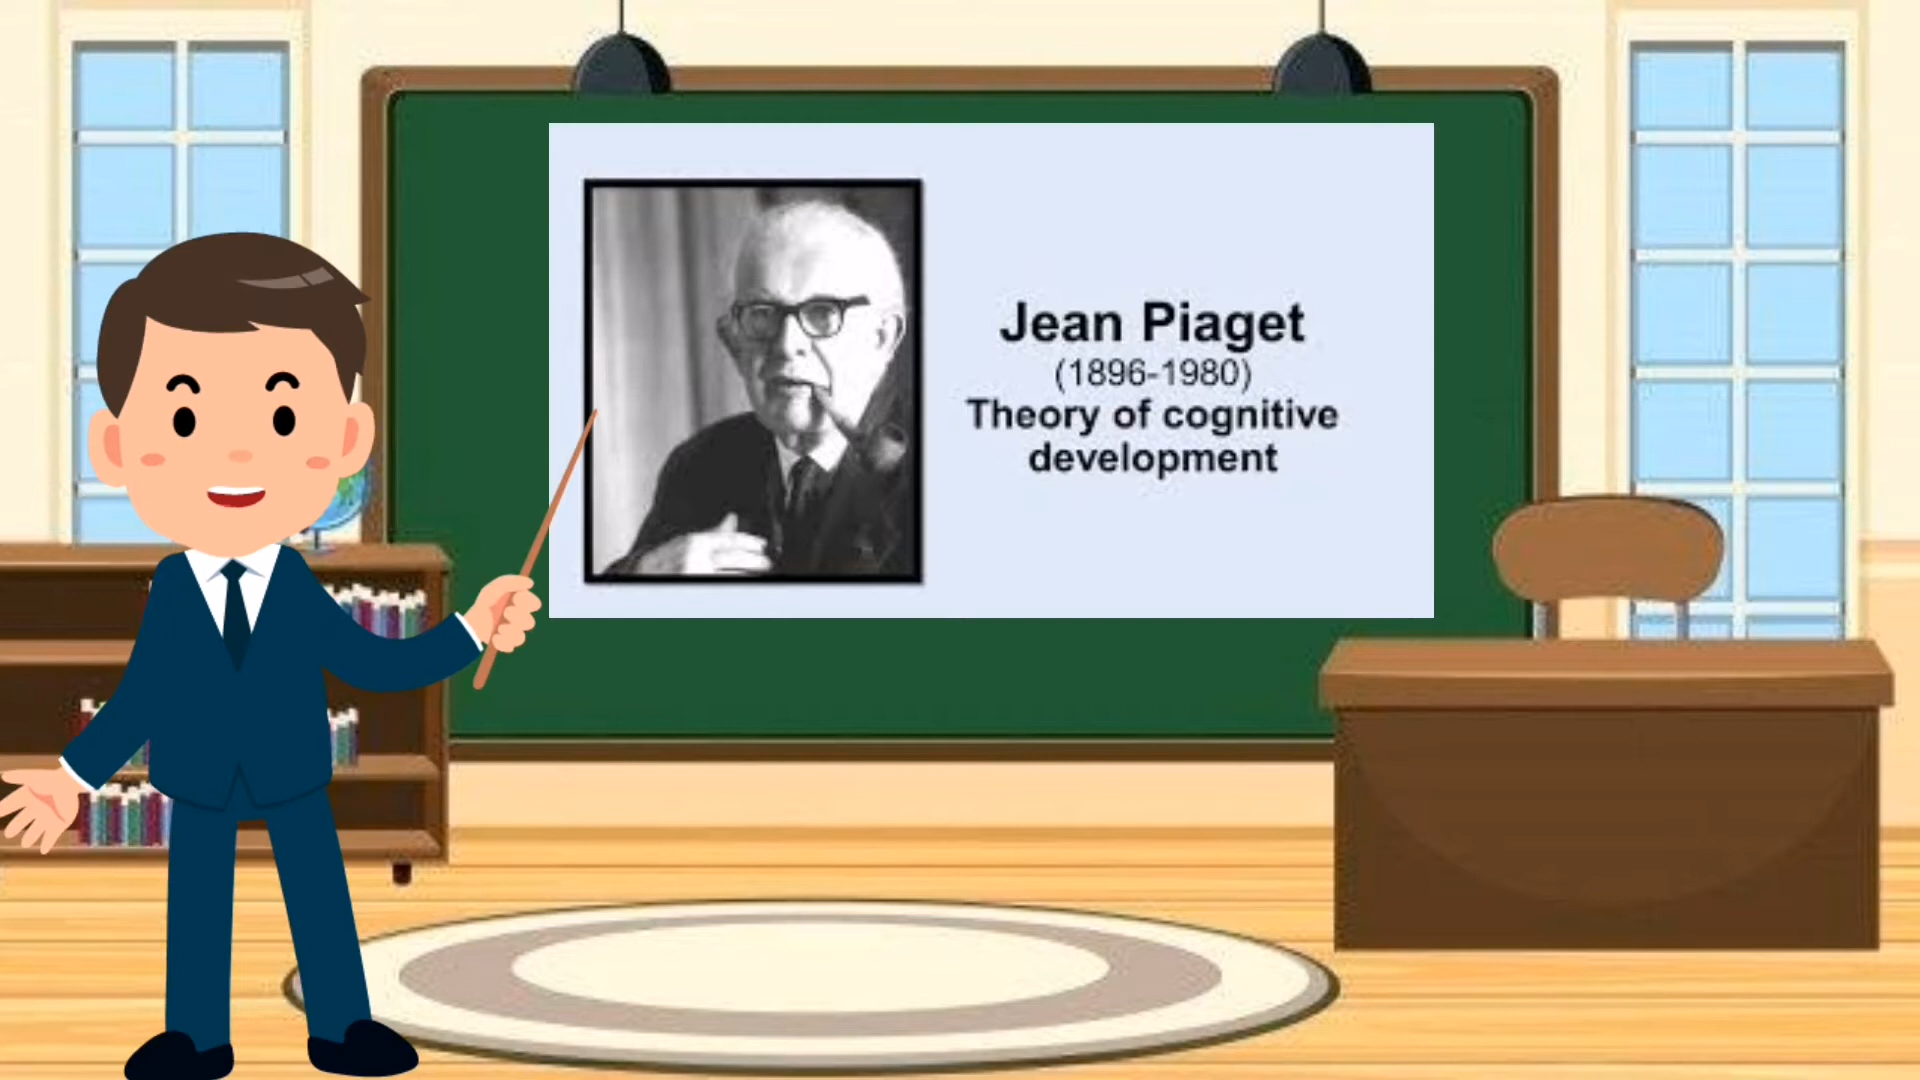 Jean Piaget
(1896-1980)
Theory of cognitive
development